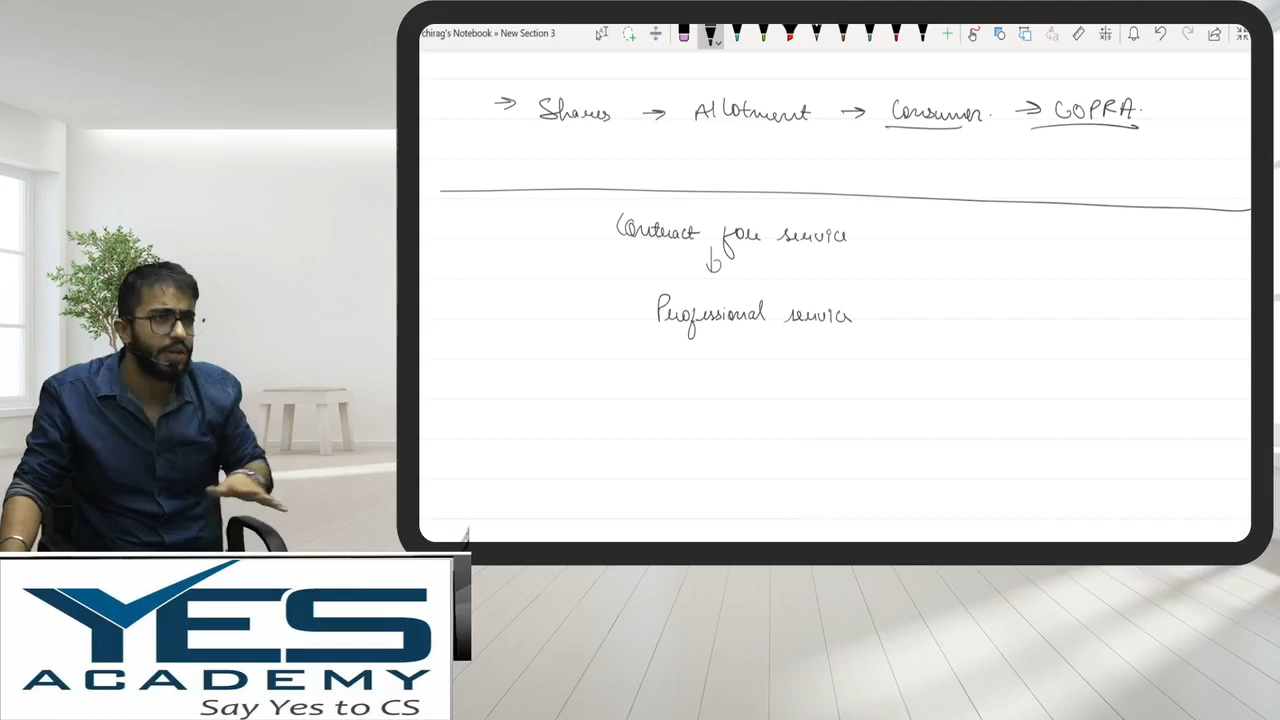 chirag's Notebook » New Section 3
→ Shares → Allotment → Consumer. → COPRA.
Contract for service
↓
Professional service
YES
ACADEMY
Say Yes to CS